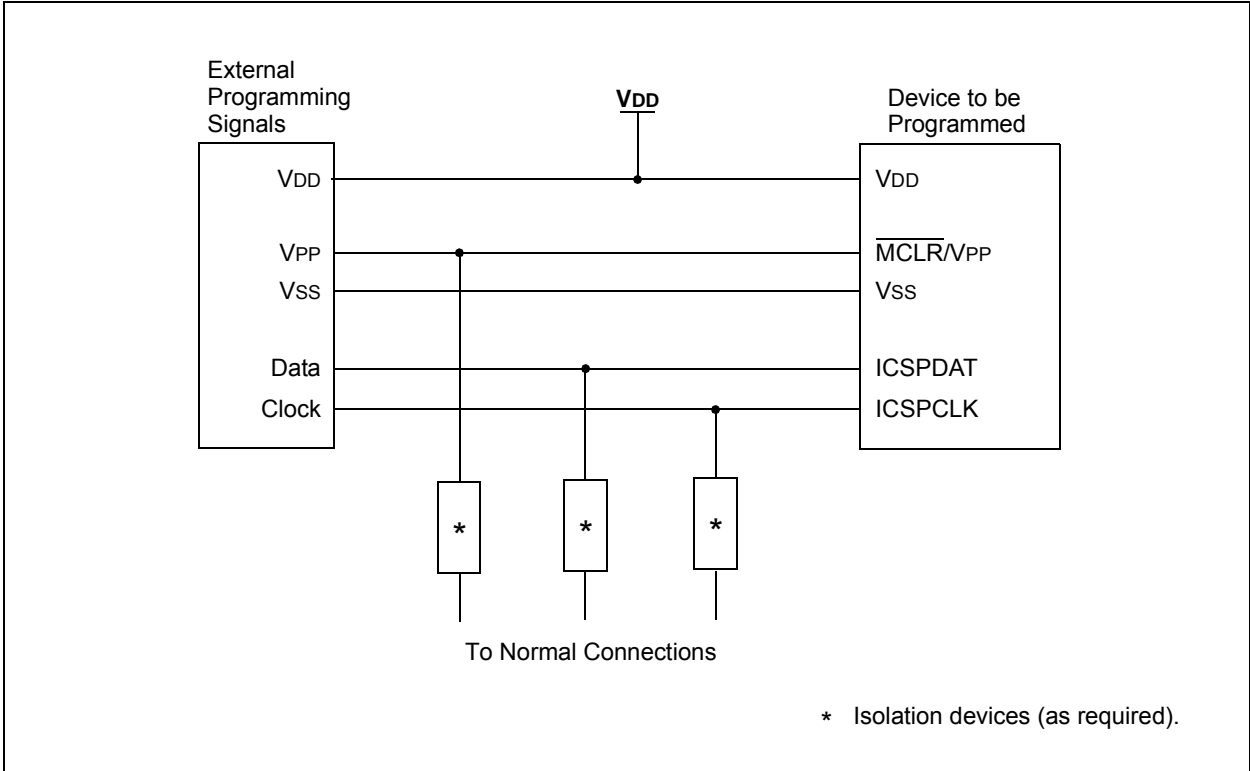 External
Programming
Signals
VDD
Device to be
Programmed
VDD
VDD
VPP
MCLR/VPP
VSS
VSS
Data
ICSPDAT
Clock
ICSPCLK
*
*
*
To Normal Connections
* Isolation devices (as required).